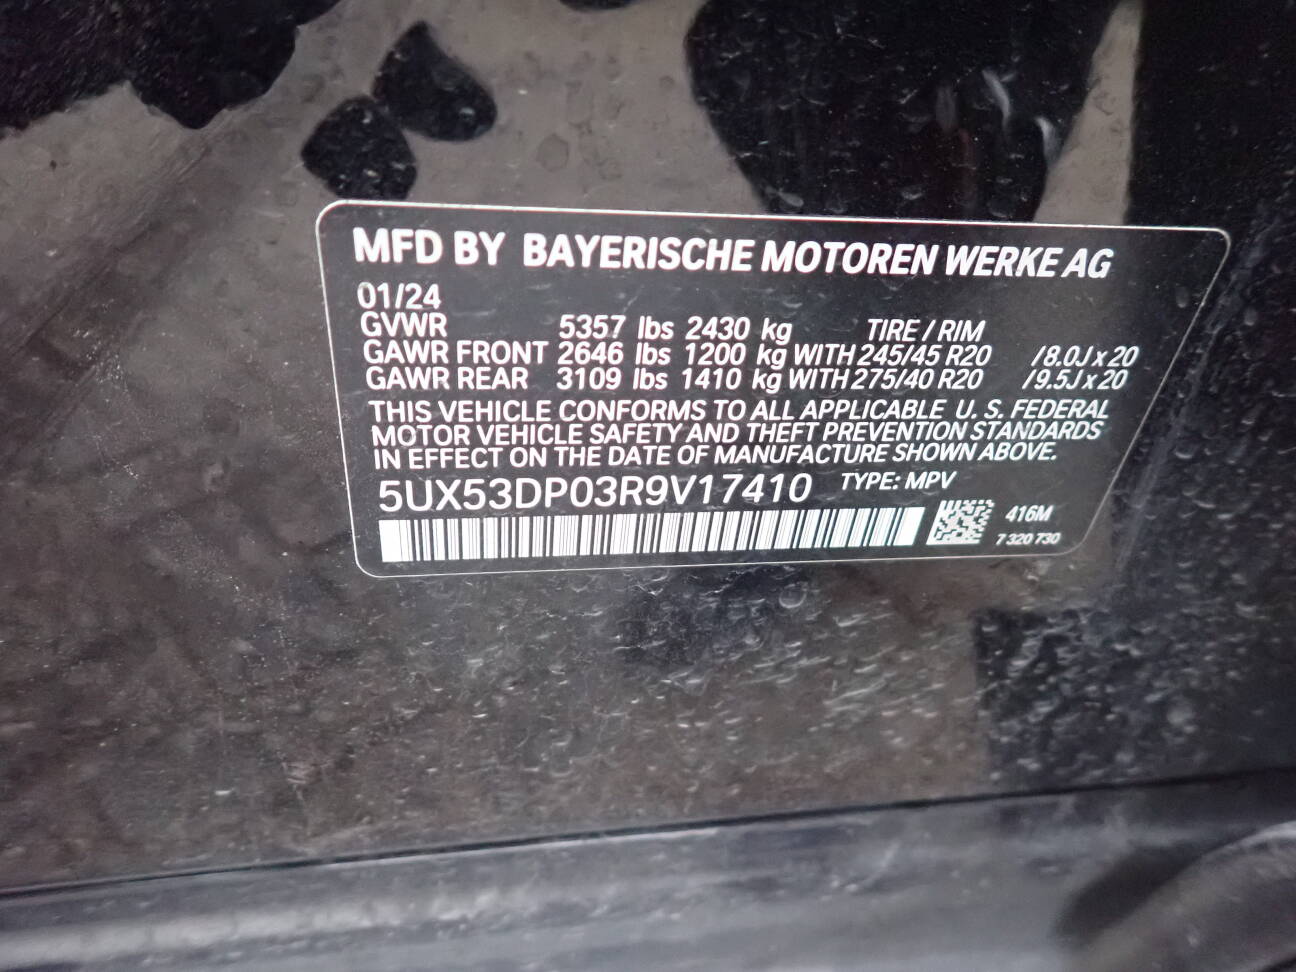 MFD BY BAYERISCHE MOTOREN WERKE AG
01/24
GVWR 5357 lbs 2430 kg TIRE / RIM
GAWR FRONT 2646 lbs 1200 kg WITH 245/45 R20 /8.0J x 20
GAWR REAR 3109 lbs 1410 kg WITH 275/40 R20 /9.5J x 20
THIS VEHICLE CONFORMS TO ALL APPLICABLE U. S. FEDERAL
MOTOR VEHICLE SAFETY AND THEFT PREVENTION STANDARDS
IN EFFECT ON THE DATE OF MANUFACTURE SHOWN ABOVE.
5UX53DP03R9V17410 TYPE: MPV
416M
7 320 730